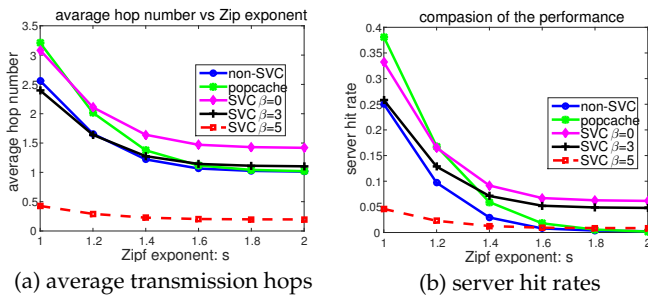 avarage hop number vs Zip exponent
3.5
3
2.5
2
1.5
1
0.5
0
average hop number
non-SVC
popcache
SVC β=0
SVC β=3
SVC β=5
1 1.2 1.4 1.6 1.8 2
Zipf exponent: s
(a) average transmission hops
compasion of the performance
0.4
0.35
0.3
0.25
0.2
0.15
0.1
0.05
0
server hit rate
non-SVC
popcache
SVC β=0
SVC β=3
SVC β=5
1 1.2 1.4 1.6 1.8 2
Zipf exponent: s
(b) server hit rates